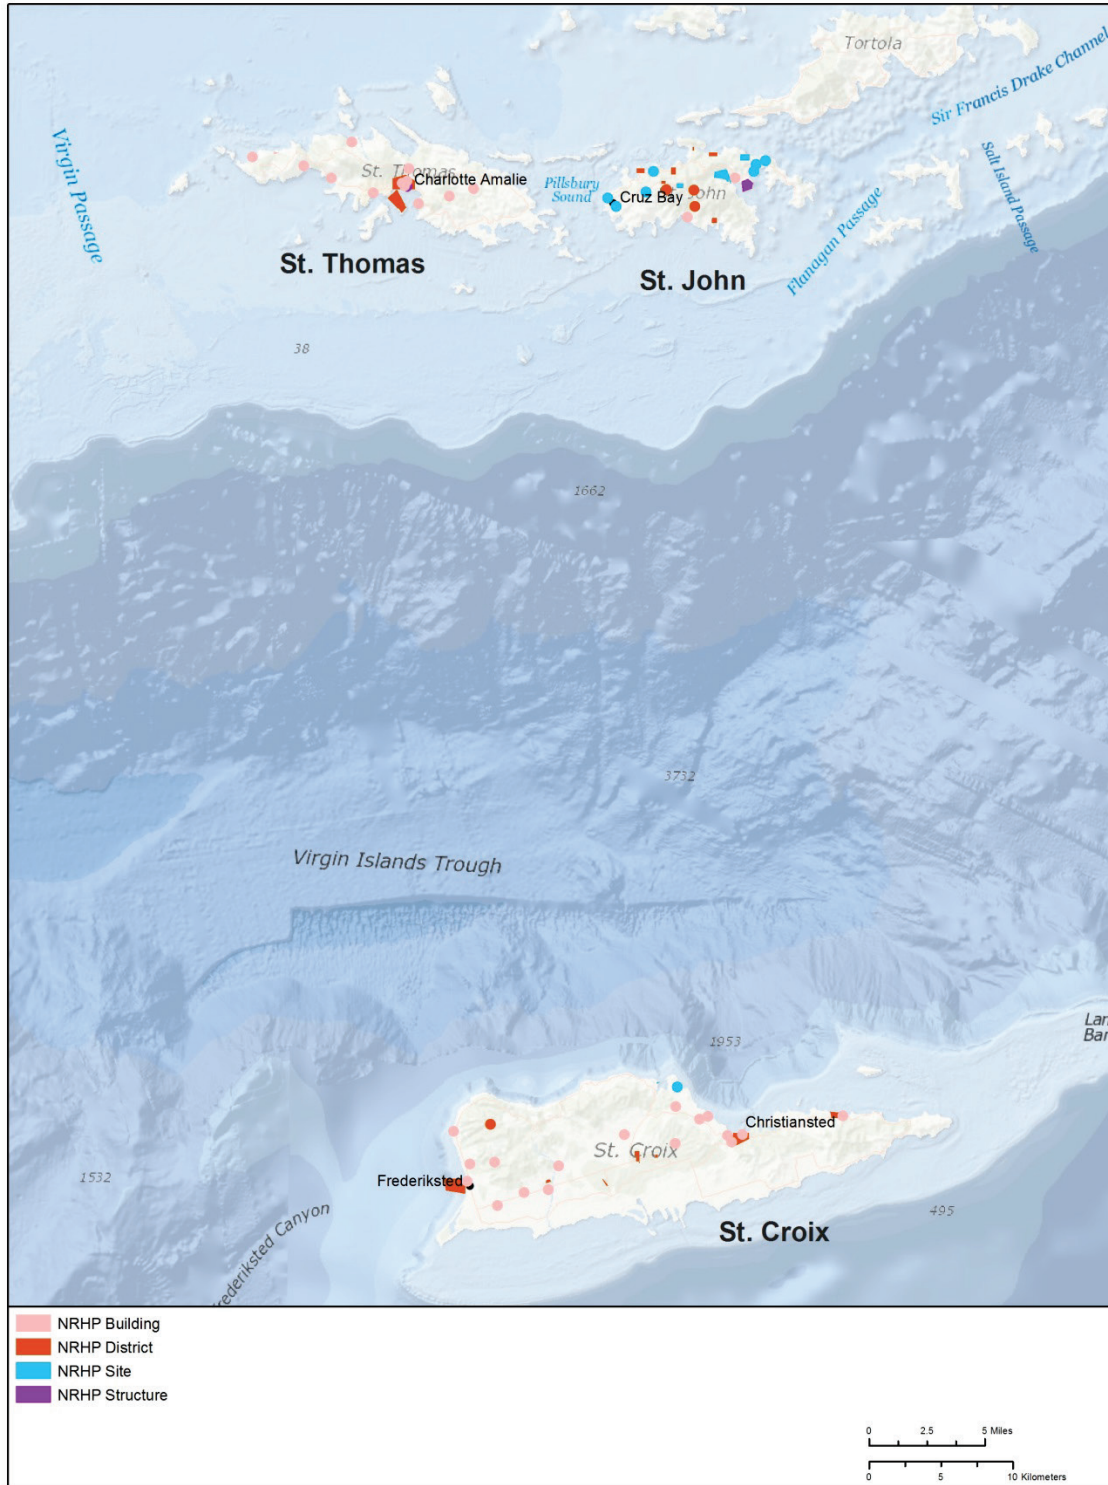 Tortola
Sir Francis Drake Channel
Virgin Passage
Salt Island Passage
St. Thomas
Charlotte Amalie
Pillsbury
Sound
Cruz Bay
John
Flanagan Passage
St. Thomas
St. John
38
1662
3732
Virgin Islands Trough
1953
Christiansted
St. Croix
1532
Frederiksted
495
St. Croix
rederiksted Canyon
NRHP Building
NRHP District
NRHP Site
NRHP Structure
0 2.5 5 Miles
0 5 10 Kilometers